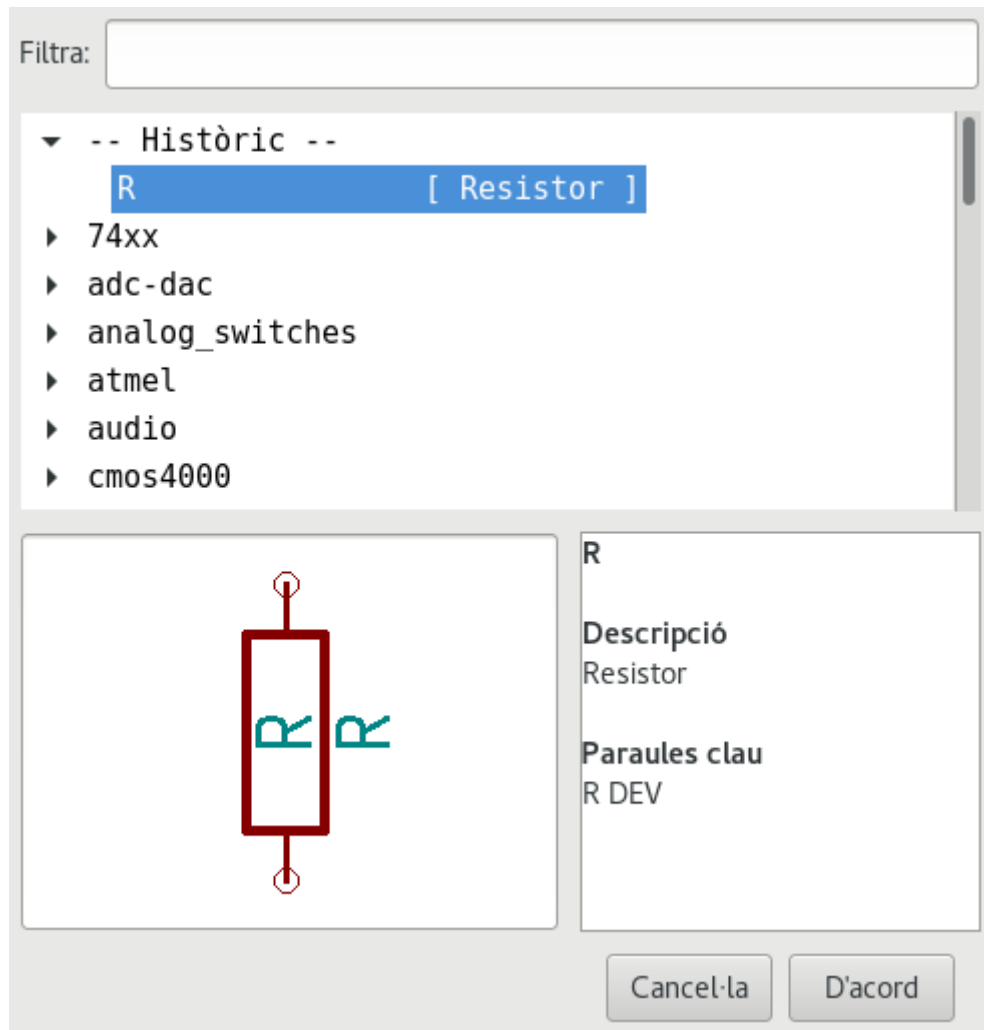 Filtra:
-- Històric --
R [ Resistor ]
74xx
adc-dac
analog_switches
atmel
audio
cmos4000
R R
R
Descripció
Resistor
Paraules clau
R DEV
Cancel·la D'acord